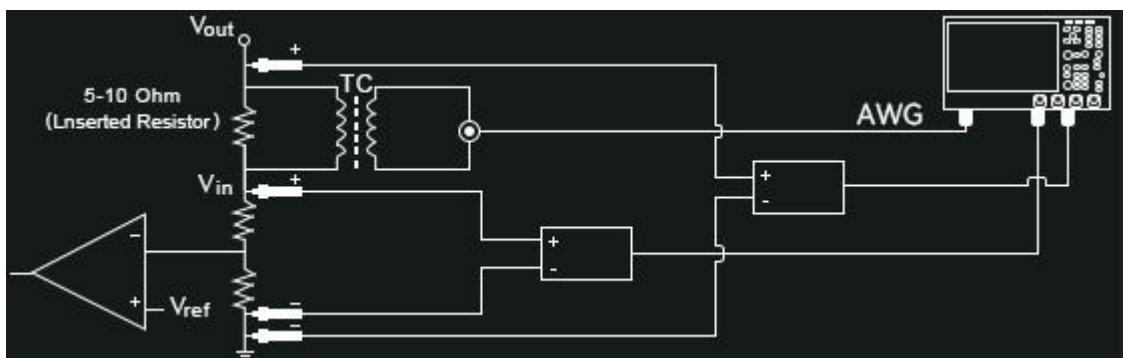 Vout
+
TC
5-10 Ohm
(Lnserted Resistor)
AWG
Vin
+
+
-
+
-
-
+
Vref
-
-